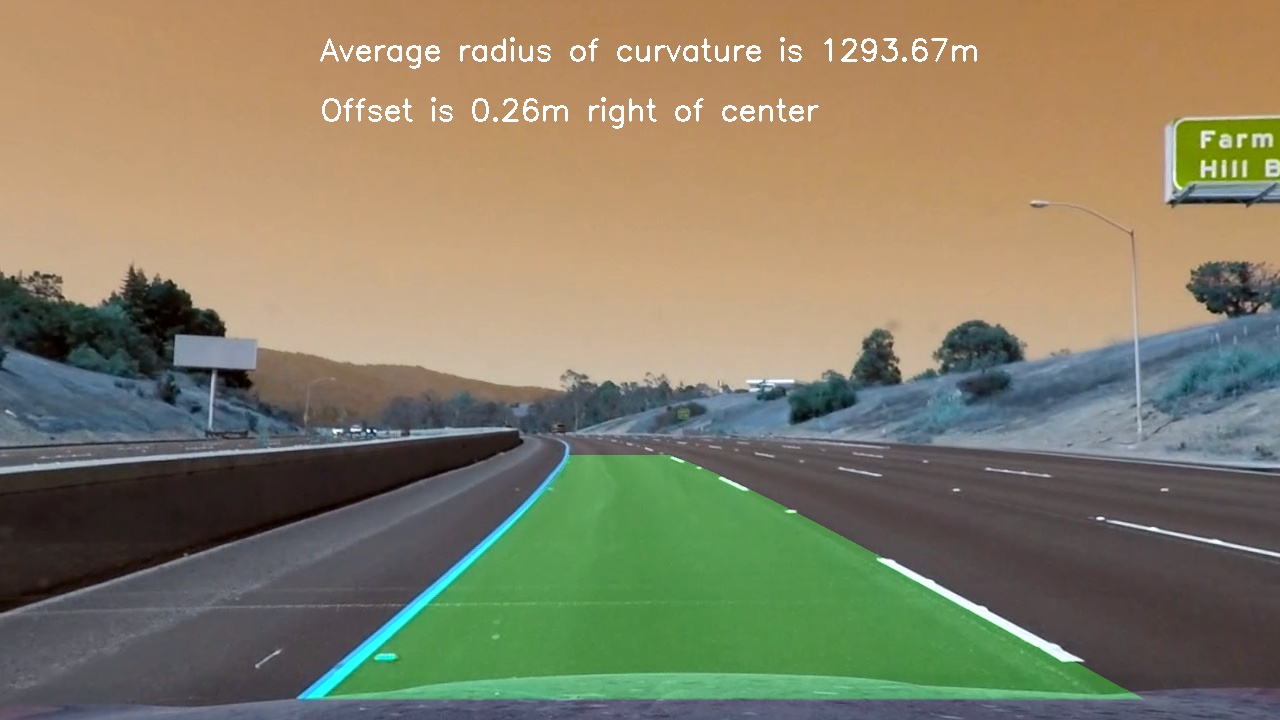 Average radius of curvature is 1293.67m
Offset is 0.26m right of center
Farm
Hill B